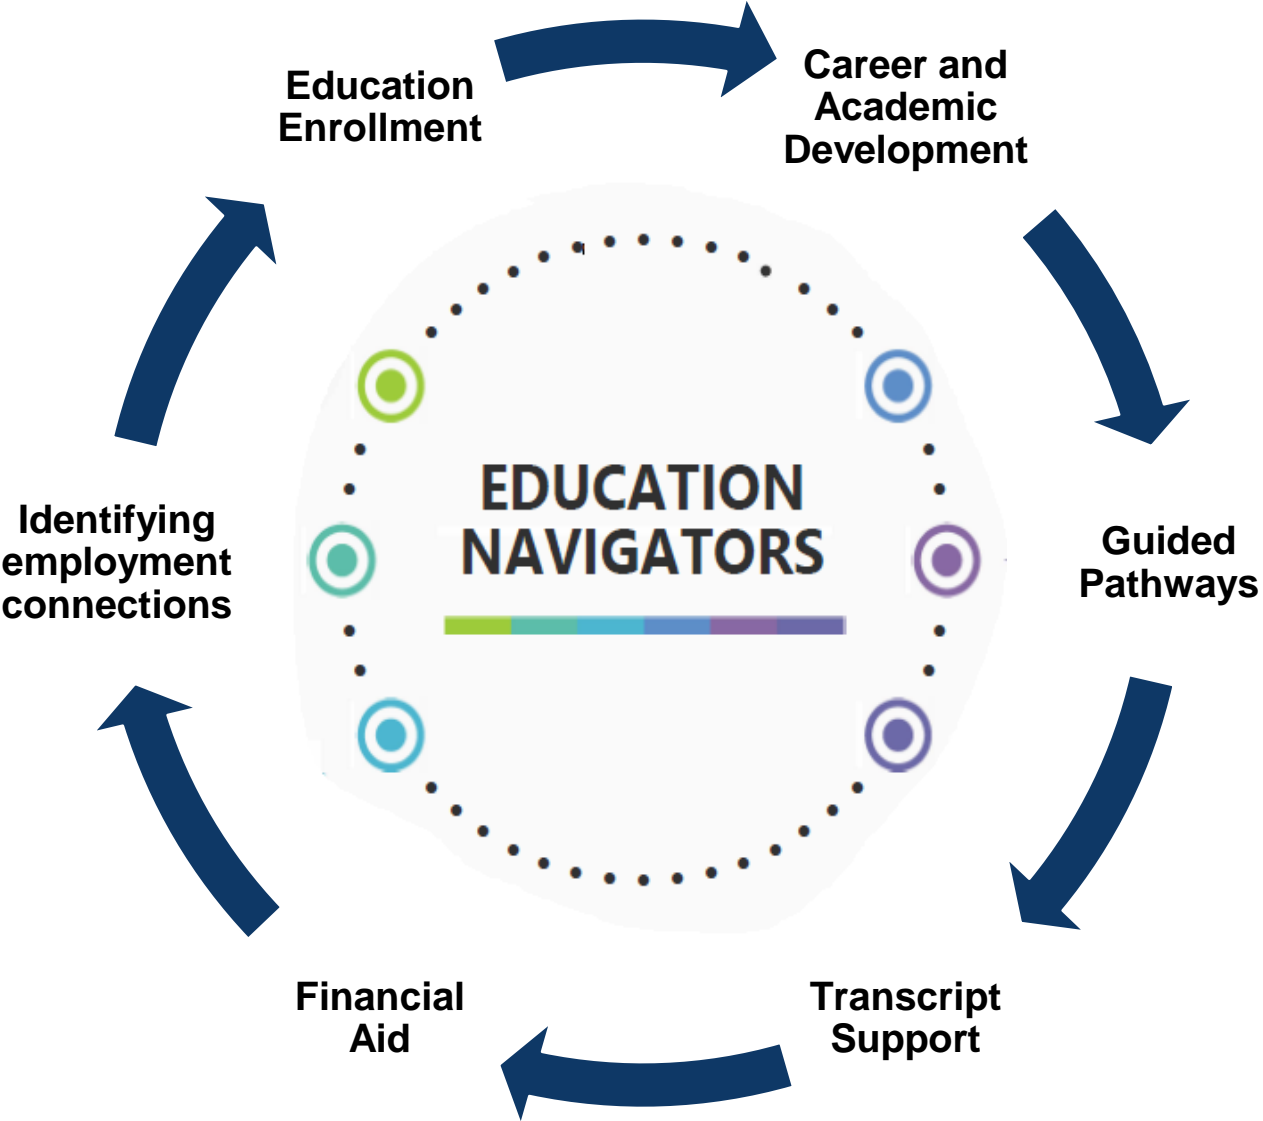 Education
Enrollment
Career and
Academic
Development
Guided
Pathways
Transcript
Support
Financial
Aid
Identifying
employment
connections
EDUCATION
NAVIGATORS